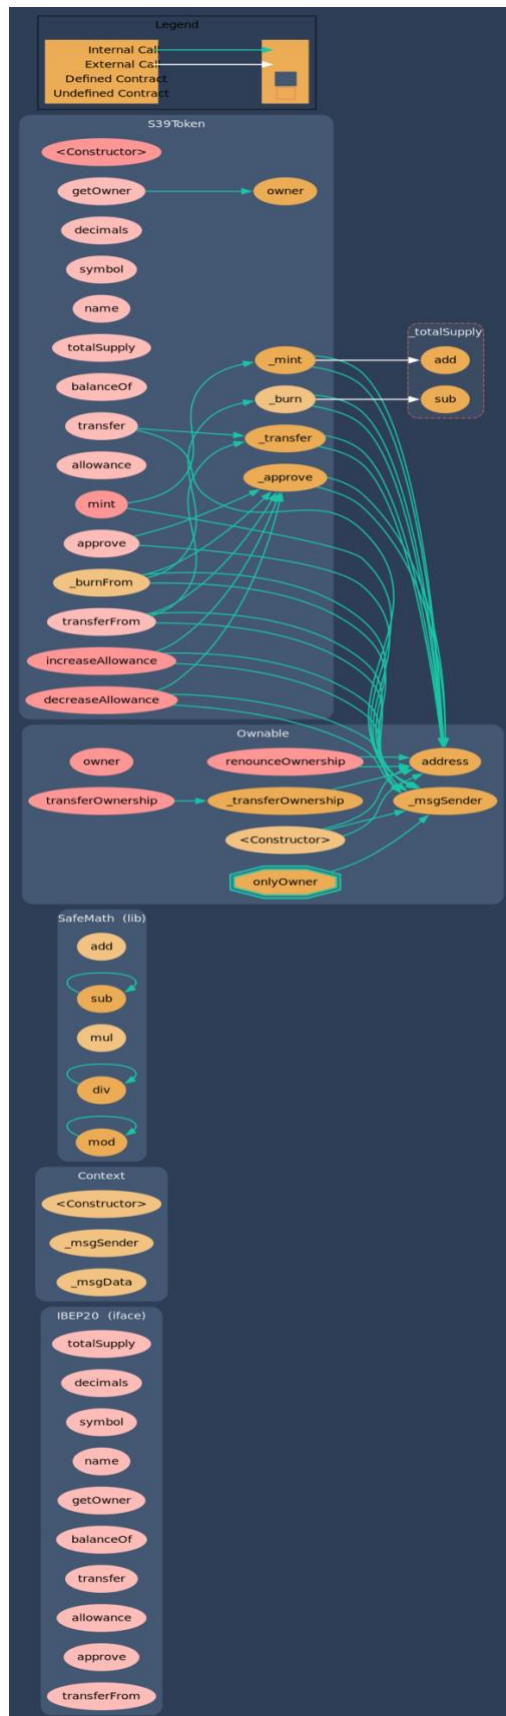 Legend
Internal Call
External Call
Defined Contract
Undefined Contract
S39Token
<Constructor>
getOwner
owner
decimals
symbol
name
totalSupply
balanceOf
transfer
allowance
mint
approve
_burnFrom
transferFrom
increaseAllowance
decreaseAllowance
_mint
_burn
_transfer
_approve
_totalSupply
add
sub
Ownable
owner
renounceOwnership
address
transferOwnership
_transferOwnership
_msgSender
<Constructor>
onlyOwner
SafeMath (lib)
add
sub
mul
div
mod
Context
<Constructor>
_msgSender
_msgData
IBEP20 (iface)
totalSupply
decimals
symbol
name
getOwner
balanceOf
transfer
allowance
approve
transferFrom